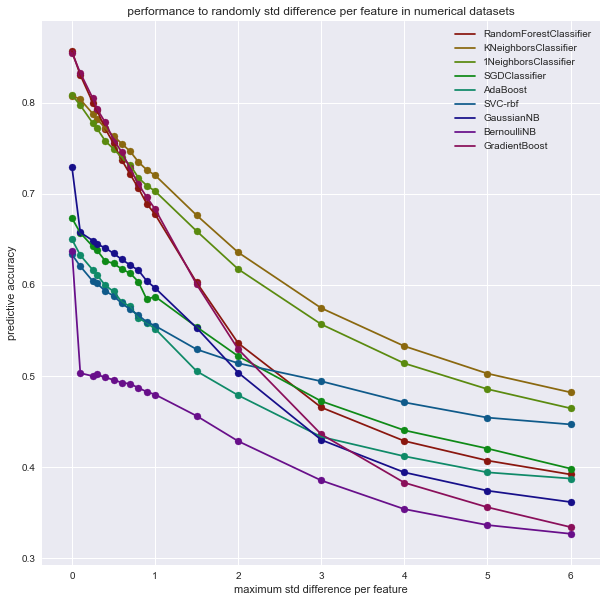 performance to randomly std difference per feature in numerical datasets
RandomForestClassifier
KNeighborsClassifier
1NeighborsClassifier
SGDClassifier
AdaBoost
SVC-rbf
GaussianNB
BernoulliNB
GradientBoost
predictive accuracy
0.8
0.7
0.6
0.5
0.4
0.3
0 1 2 3 4 5 6
maximum std difference per feature